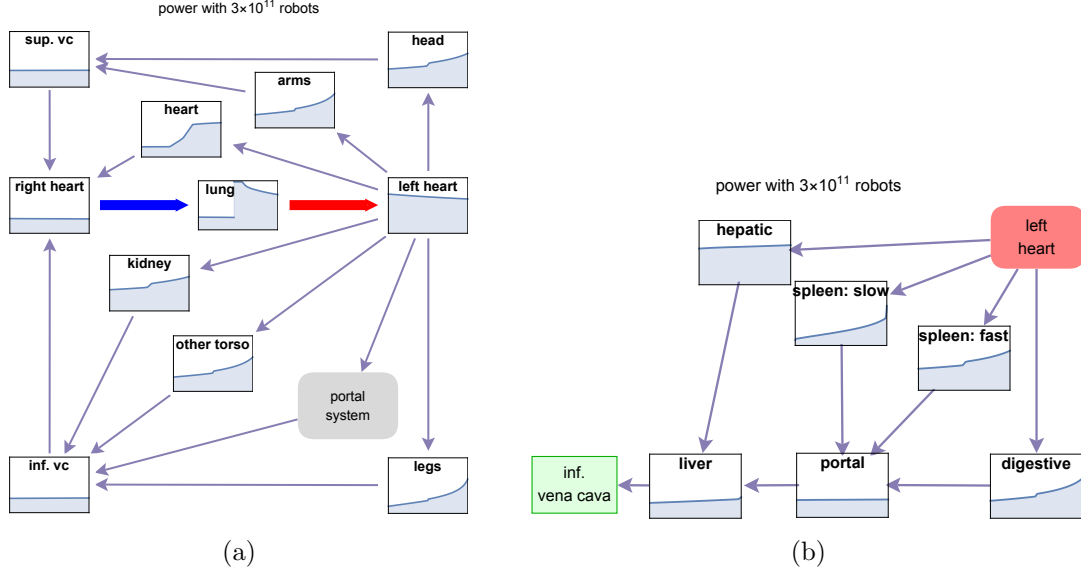 power with 3×10¹¹ robots
sup. vc
head
arms
heart
right heart
lung
left heart
kidney
other torso
portal
system
inf. vc
legs
(a)
power with 3×10¹¹ robots
hepatic
left
heart
spleen: slow
spleen: fast
inf.
vena cava
liver
portal
digestive
(b)